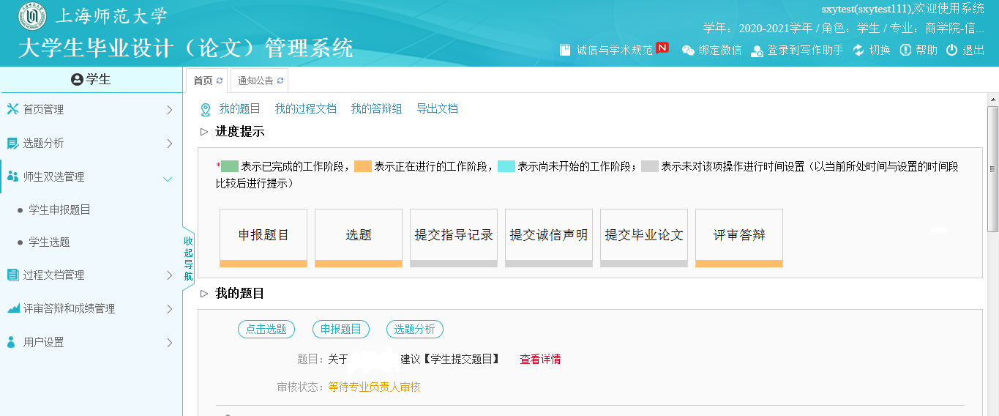 上海师范大学
大学生毕业设计（论文）管理系统
sxytest(sxytest111),欢迎使用系统
学年：2020-2021学年 / 角色：学生 / 专业：商学院-信...
诚信与学术规范 N 绑定微信 登录到写作助手 切换 帮助 退出
学生
首页管理
选题分析
师生双选管理
学生申报题目
学生选题
过程文档管理
评审答辩和成绩管理
用户设置
收起导航
首页 通知公告
我的题目 我的过程文档 我的答辩组 导出文档
进度提示
*表示已完成的工作阶段，表示正在进行的工作阶段，表示尚未开始的工作阶段；表示未对该项操作进行时间设置（以当前所处时间与设置的时间段
比较后进行提示）
申报题目 选题 提交指导记录 提交诚信声明 提交毕业论文 评审答辩
我的题目
点击选题 申报题目 选题分析
题目：关于 建议【学生提交题目】 查看详情
审核状态：等待专业负责人审核